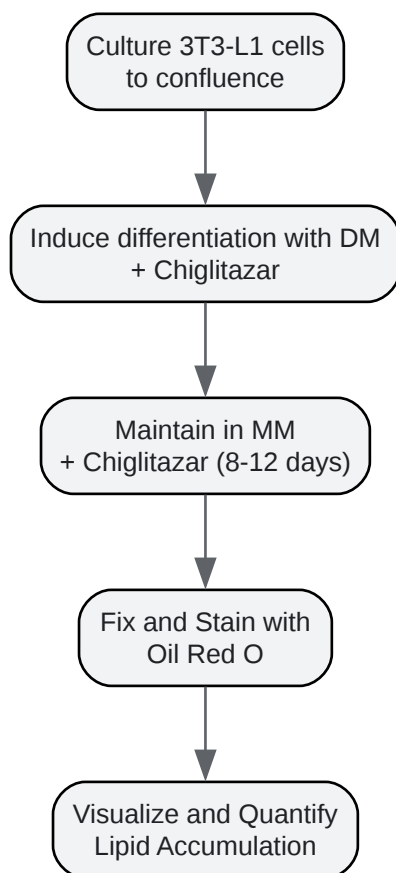 Culture 3T3-L1 cells
to confluence
Induce differentiation with DM
+ Chiglitazar
Maintain in MM
+ Chiglitazar (8-12 days)
Fix and Stain with
Oil Red O
Visualize and Quantify
Lipid Accumulation